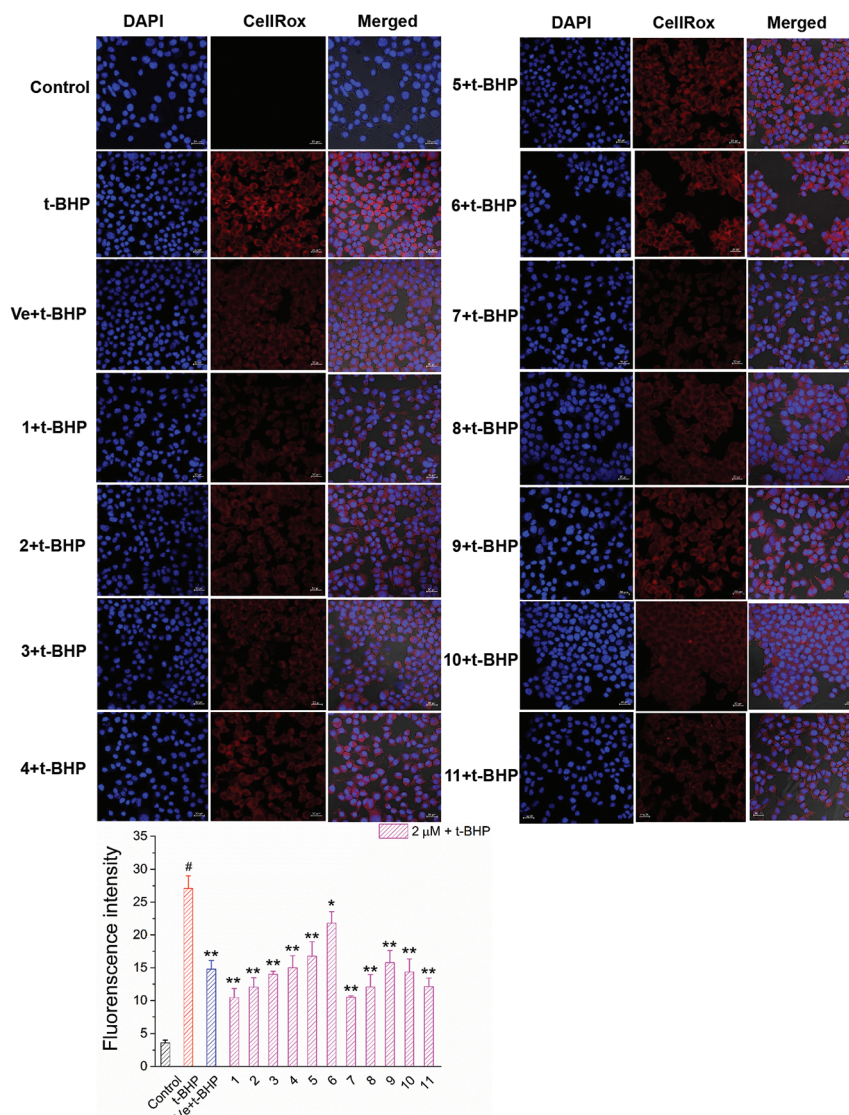 DAPI CellRox Merged
Control
t-BHP
Ve+t-BHP
1+t-BHP
2+t-BHP
3+t-BHP
4+t-BHP
DAPI CellRox Merged
5+t-BHP
6+t-BHP
7+t-BHP
8+t-BHP
9+t-BHP
10+t-BHP
11+t-BHP
2 μM + t-BHP
Fluorenscence intensity
35
30
25
20
15
10
5
0
# ** ** ** ** ** ** * ** ** ** ** **
Control t-BHP Ve+t-BHP 1 2 3 4 5 6 7 8 9 10 11